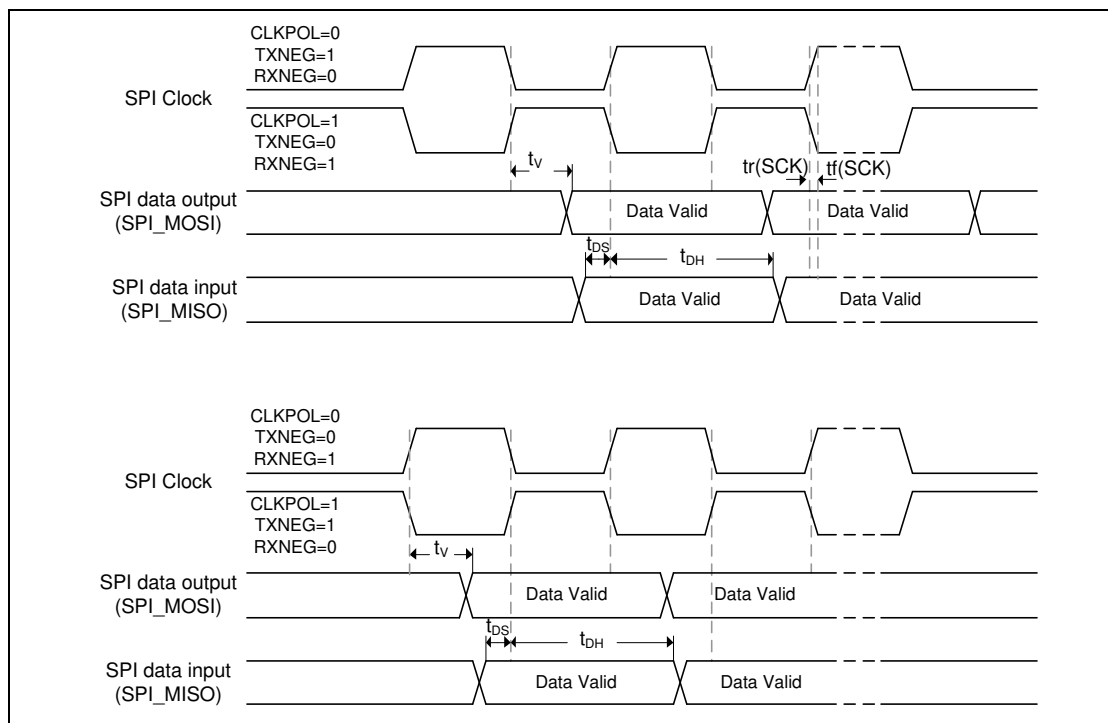 CLKPOL=0
TXNEG=1
RXNEG=0
SPI Clock
CLKPOL=1
TXNEG=0
RXNEG=1
tV
tr(SCK)
tf(SCK)
SPI data output
(SPI_MOSI)
Data Valid
Data Valid
tDS
tDH
SPI data input
(SPI_MISO)
Data Valid
Data Valid
CLKPOL=0
TXNEG=0
RXNEG=1
SPI Clock
CLKPOL=1
TXNEG=1
RXNEG=0
tV
SPI data output
(SPI_MOSI)
Data Valid
Data Valid
tDS
tDH
SPI data input
(SPI_MISO)
Data Valid
Data Valid